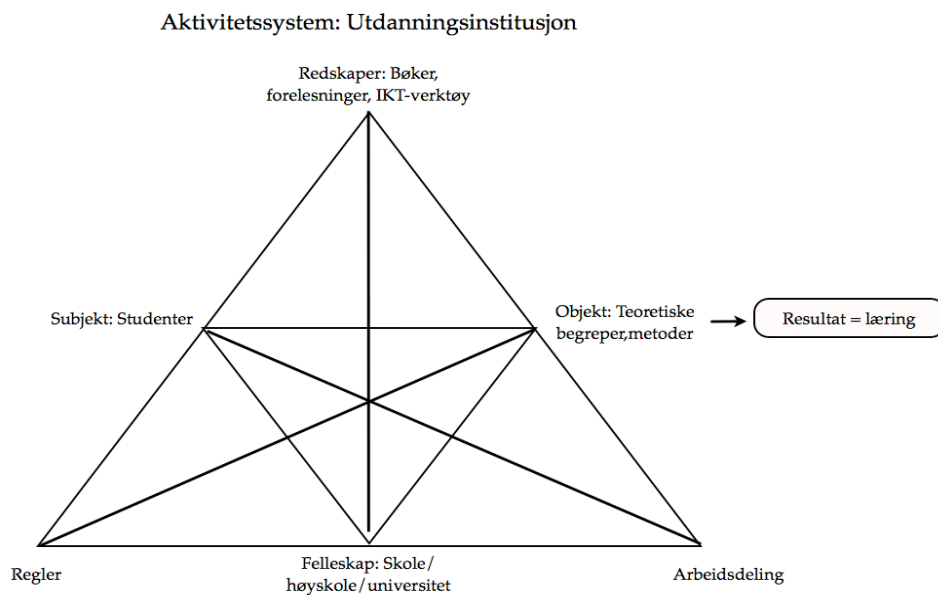 Aktivitetssystem: Utdanningsinstitusjon
Redskaper: Bøker,
forelesninger, IKT-verktøy
Subjekt: Studenter
Objekt: Teoretiske
begreper,metoder
Resultat = læring
Regler
Felleskap: Skole/
høyskole/universitet
Arbeidsdeling